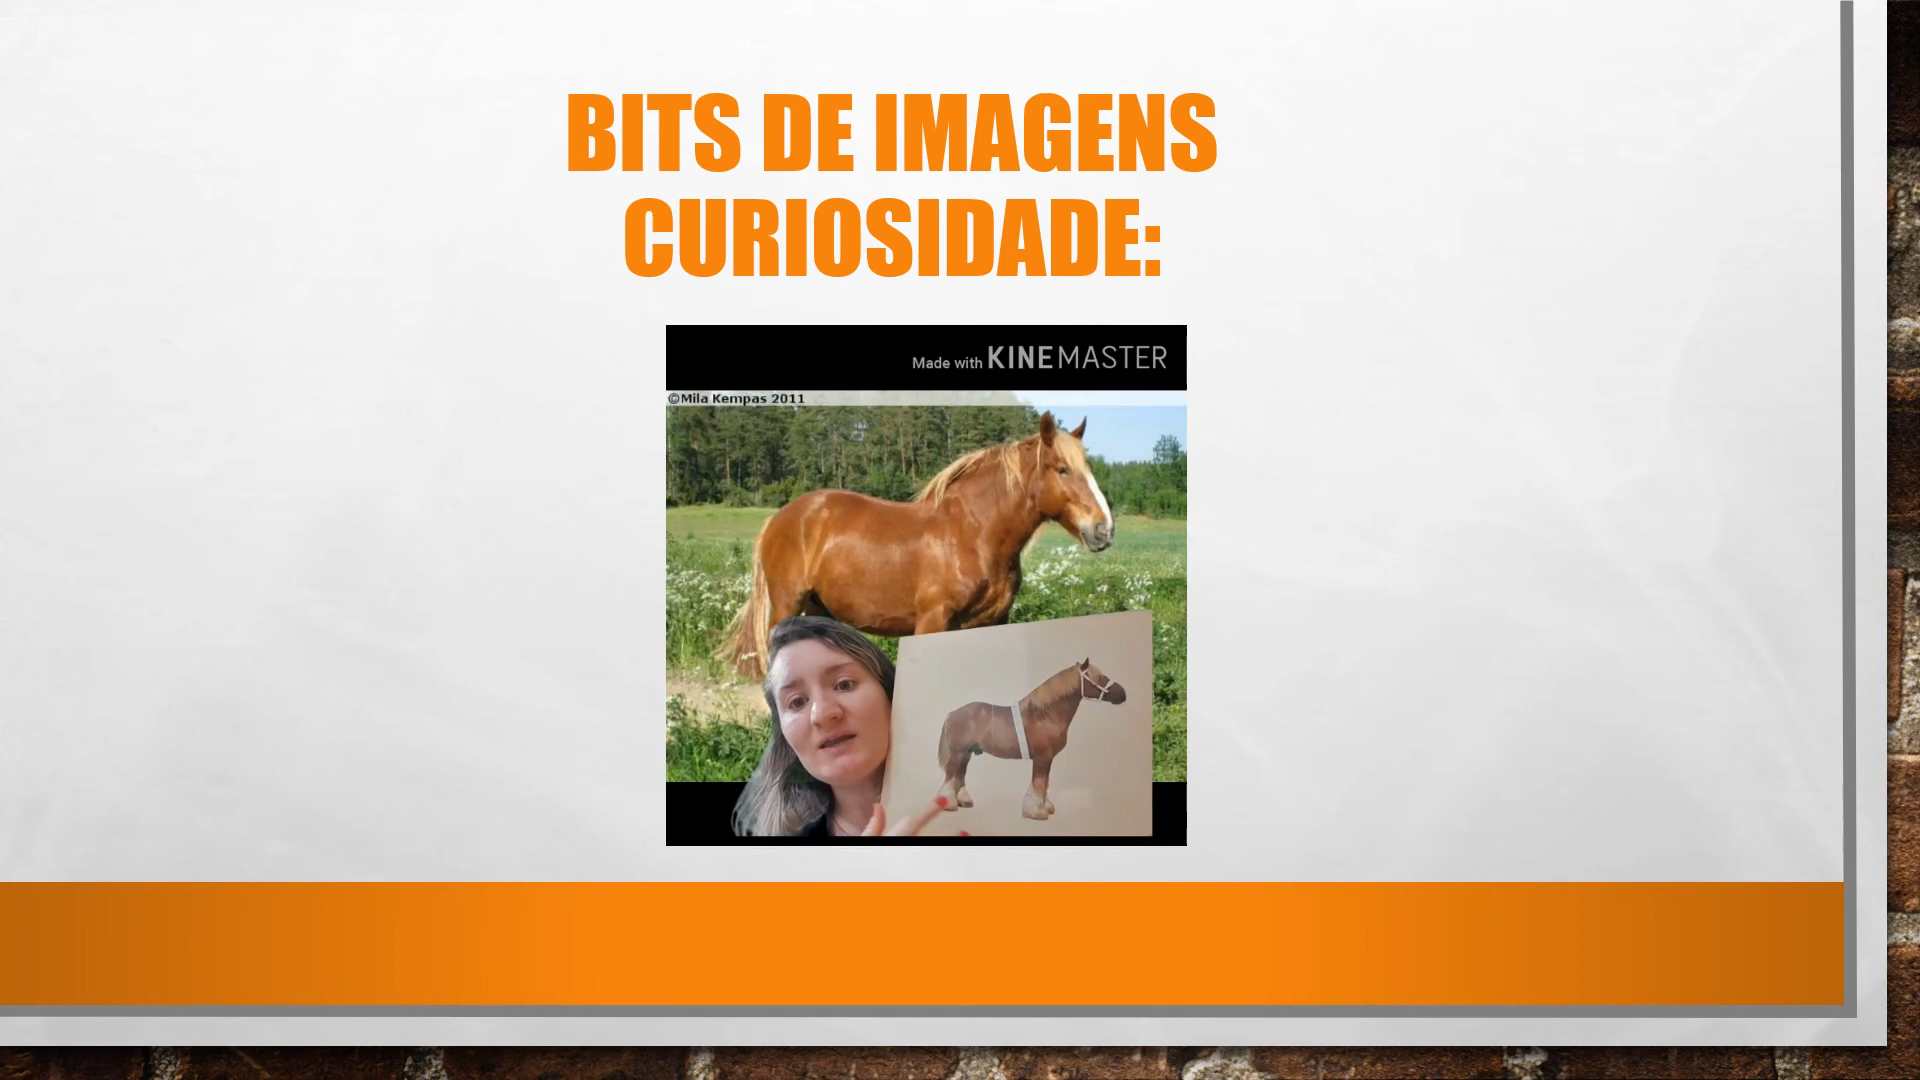 BITS DE IMAGENS
CURIOSIDADE:
Made with KINEMASTER
©Mila Kempas 2011